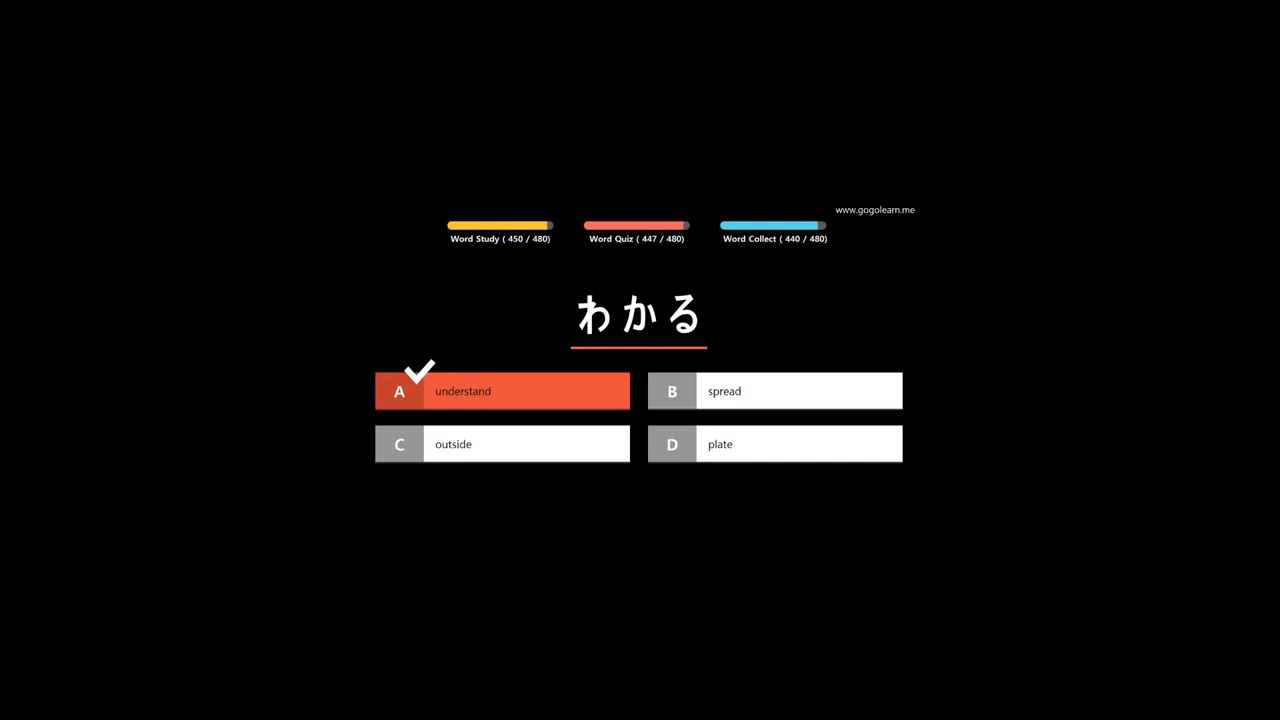 www.gogolearn.me
Word Study ( 450 / 480)
Word Quiz ( 447 / 480)
Word Collect ( 440 / 480)
わかる
A understand
B spread
C outside
D plate